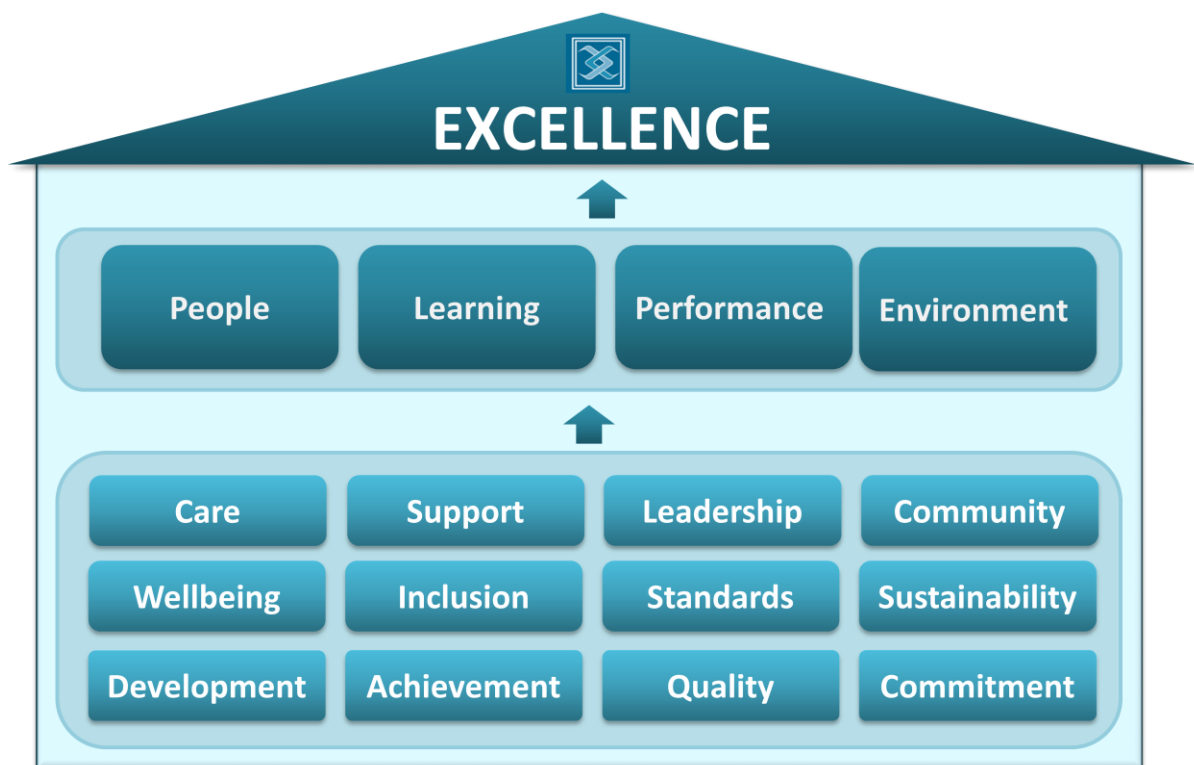 EXCELLENCE
People Learning Performance Environment
Care Support Leadership Community
Wellbeing Inclusion Standards Sustainability
Development Achievement Quality Commitment